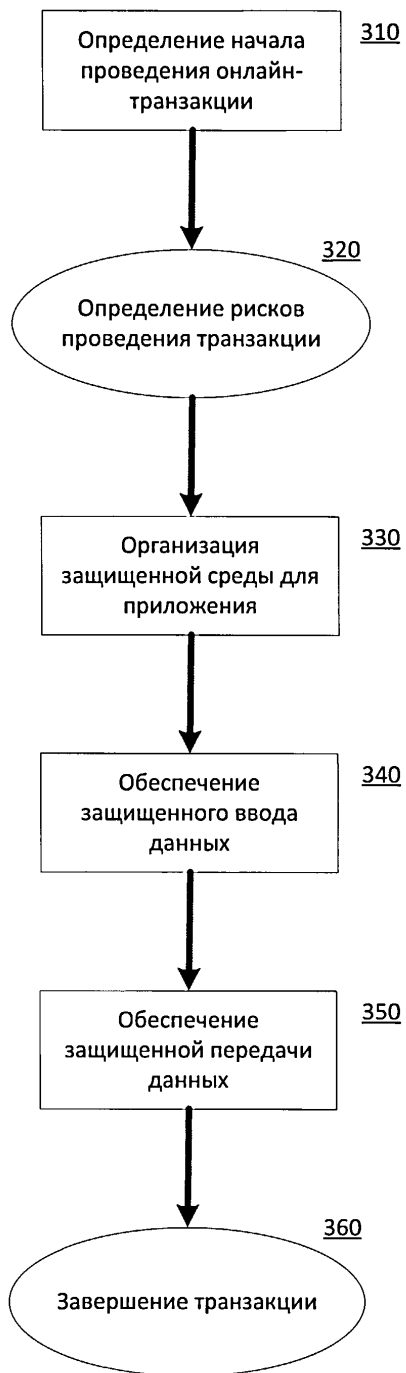 Определение начала
проведения онлайн-
транзакции
310
320
Определение рисков
проведения транзакции
Организация
защищенной среды для
приложения
330
Обеспечение
защищенного ввода
данных
340
Обеспечение
защищенной передачи
данных
350
360
Завершение транзакции